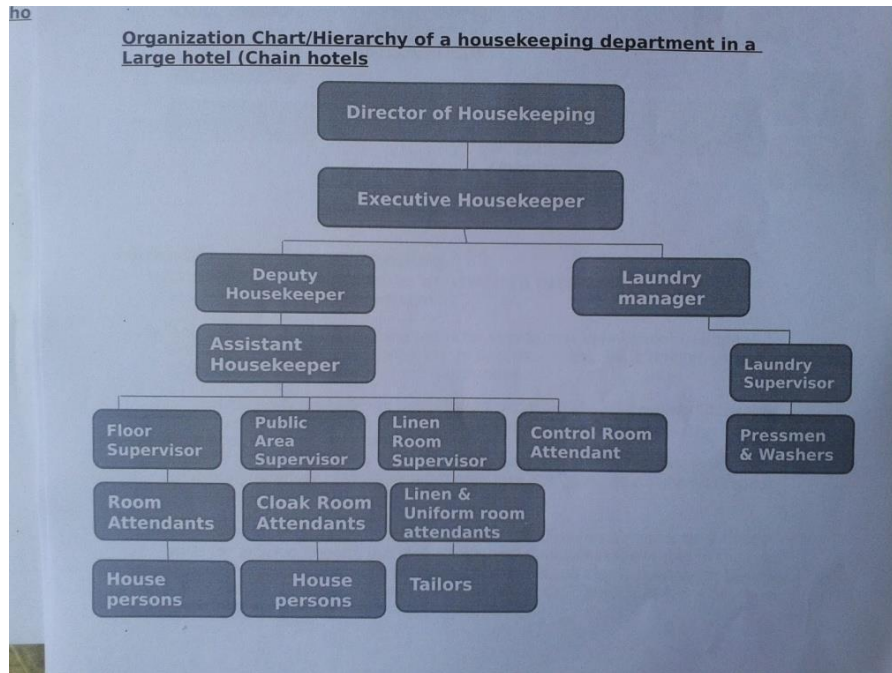 ho
Organization Chart/Hierarchy of a housekeeping department in a
Large hotel (Chain hotels
Director of Housekeeping
Executive Housekeeper
Deputy
Housekeeper
Laundry
manager
Assistant
Housekeeper
Laundry
Supervisor
Floor
Supervisor
Public
Area
Supervisor
Linen
Room
Supervisor
Control Room
Attendant
Pressmen
& Washers
Room
Attendants
Cloak Room
Attendants
Linen &
Uniform room
attendants
House
persons
House
persons
Tailors